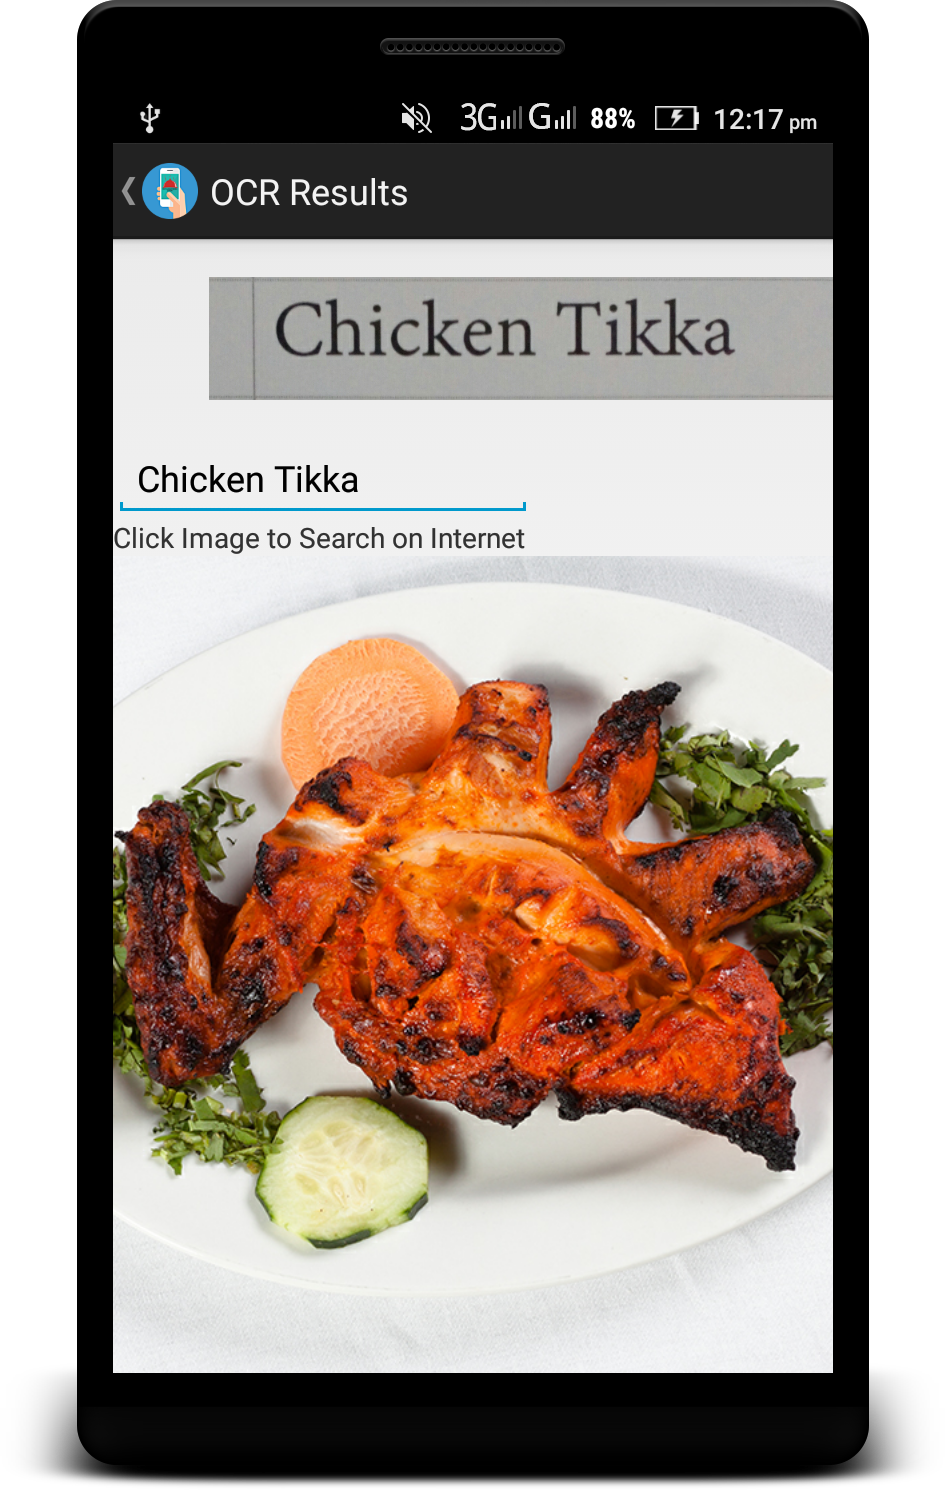 3G G 88% 12:17 pm
OCR Results
Chicken Tikka
Chicken Tikka
Click Image to Search on Internet